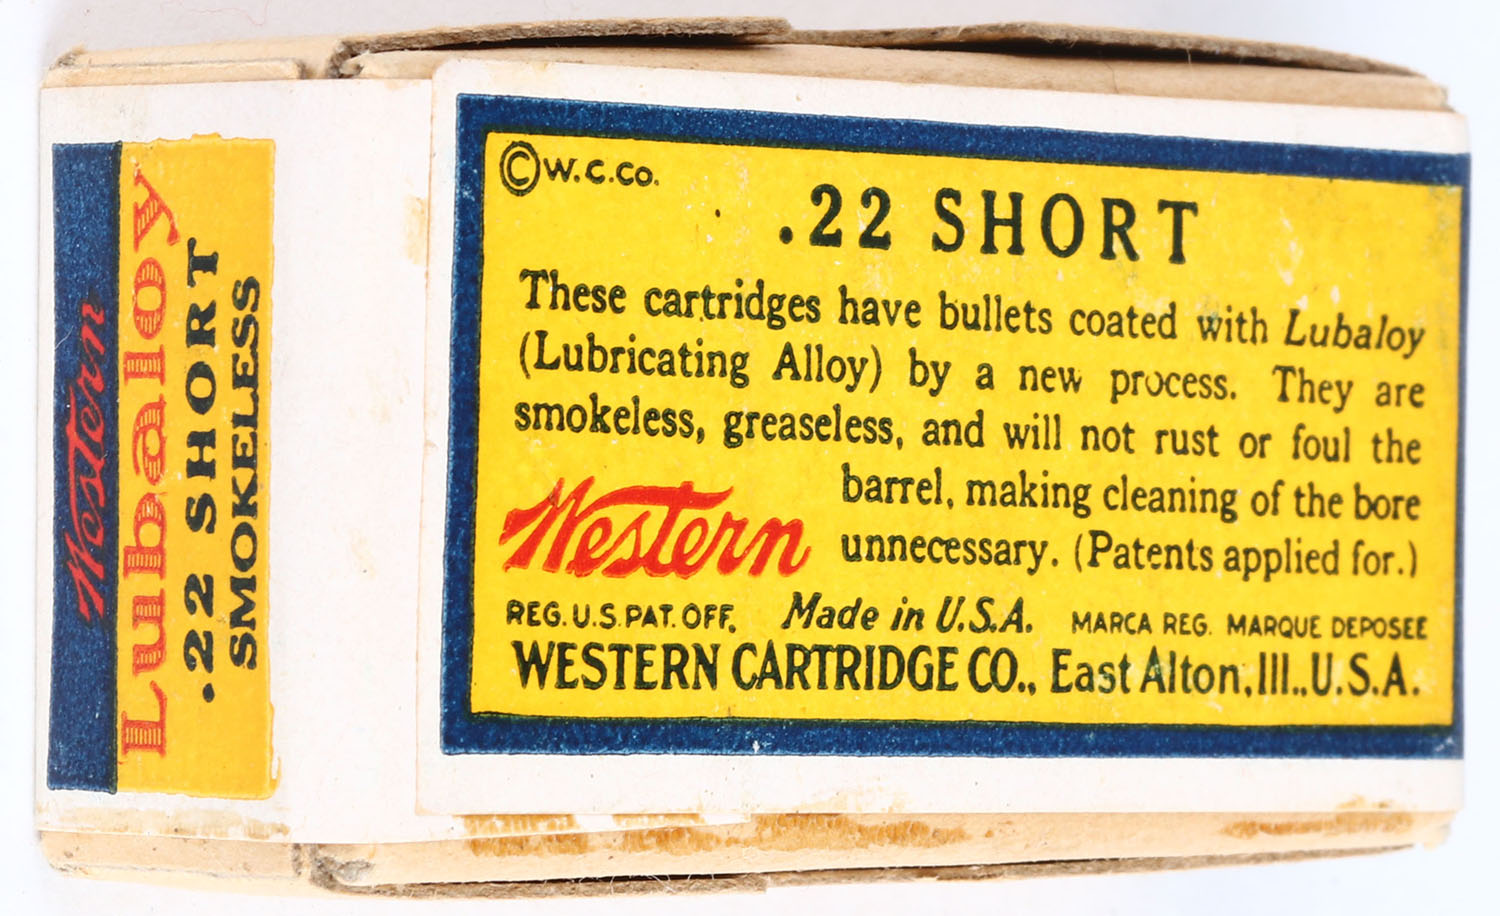 Western
Lubaloy
.22 SHORT
SMOKELESS
©W.C.Co.
.22 SHORT
These cartridges have bullets coated with Lubaloy
(Lubricating Alloy) by a new process. They are
smokeless, greaseless, and will not rust or foul the
barrel, making cleaning of the bore
unnecessary. (Patents applied for.)
Western
REG. U.S. PAT. OFF. Made in U.S.A. MARCA REG. MARQUE DEPOSEE
WESTERN CARTRIDGE CO., East Alton, Ill., U.S.A.